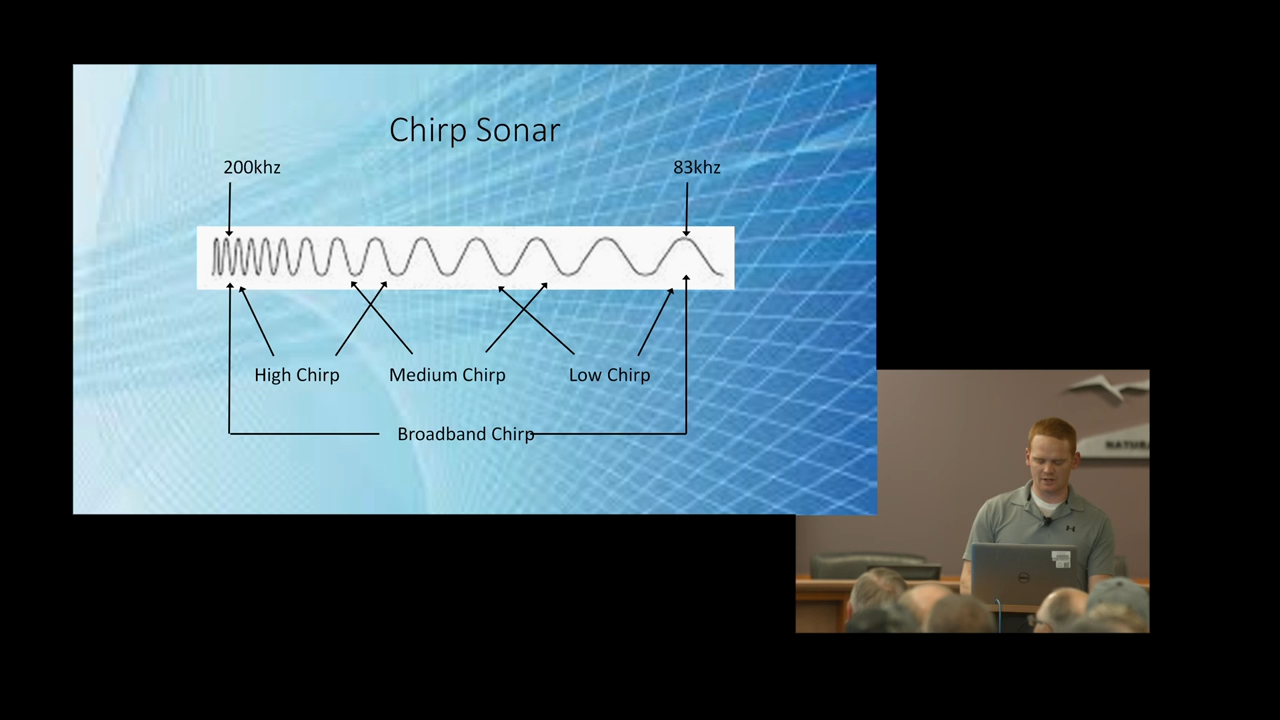 Chirp Sonar
200khz
83khz
High Chirp
Medium Chirp
Low Chirp
Broadband Chirp